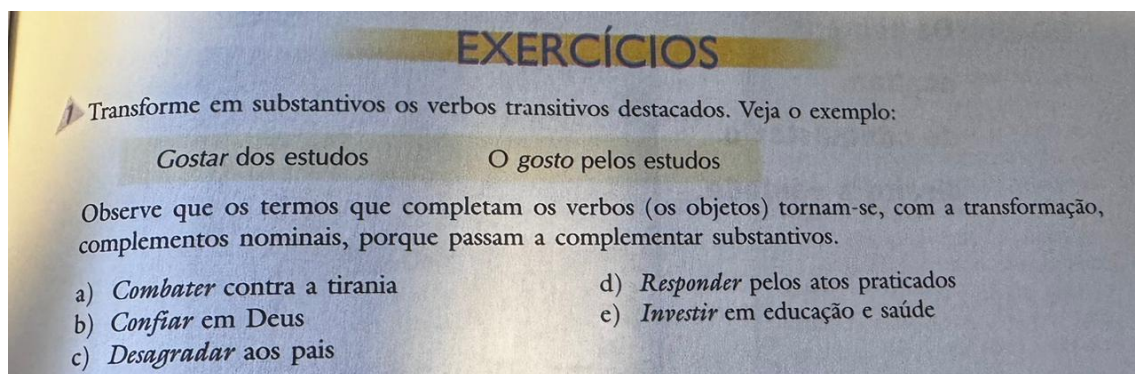 EXERCÍCIOS
1 Transforme em substantivos os verbos transitivos destacados. Veja o exemplo:
Gostar dos estudos O gosto pelos estudos
Observe que os termos que completam os verbos (os objetos) tornam-se, com a transformação,
complementos nominais, porque passam a complementar substantivos.
a) Combater contra a tirania
b) Confiar em Deus
c) Desagradar aos pais
d) Responder pelos atos praticados
e) Investir em educação e saúde